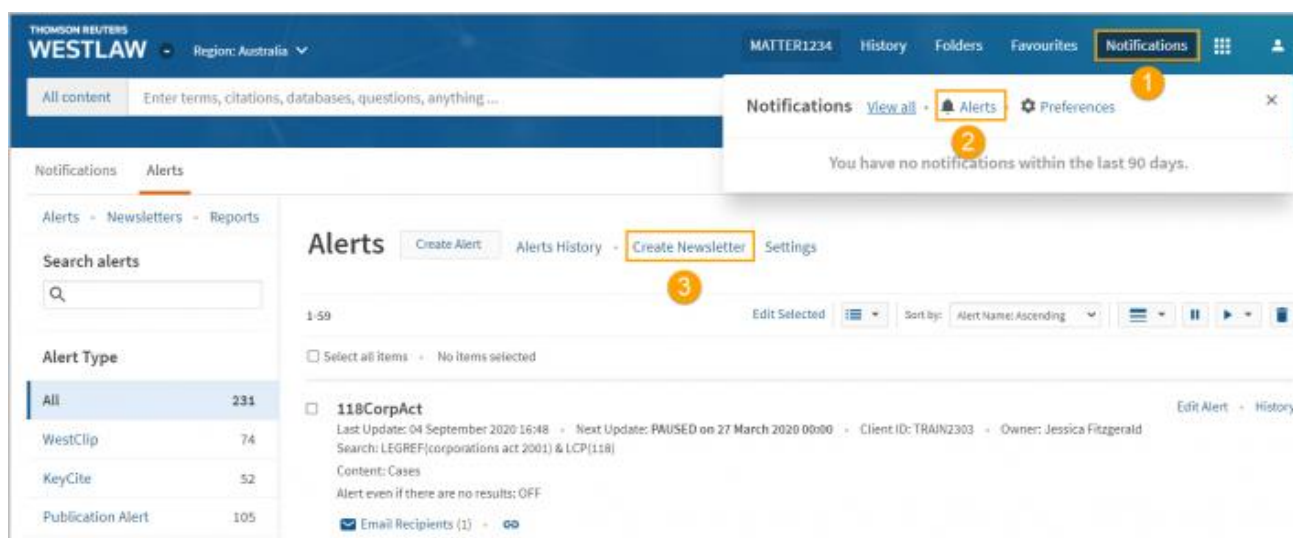 THOMSON REUTERS
WESTLAW Region: Australia
MATTER1234 History Folders Favourites Notifications
1
All content Enter terms, citations, databases, questions, anything ...
Notifications View all • Alerts • Preferences
2
You have no notifications within the last 90 days.
Notifications Alerts
Alerts • Newsletters • Reports
Alerts Create Alert Alerts History • Create Newsletter Settings
3
Search alerts
1-59 Edit Selected Sort by: Alert Name: Ascending
Select all items • No items selected
Alert Type
All 231
WestClip 74
KeyCite 52
Publication Alert 105
118CorpAct Edit Alert • History
Last Update: 04 September 2020 16:48 • Next Update: PAUSED on 27 March 2020 00:00 • Client ID: TRAIN2303 • Owner: Jessica Fitzgerald
Search: LEGREF(corporations act 2001) & LCP(118)
Content: Cases
Alert even if there are no results: OFF
Email Recipients (1) •